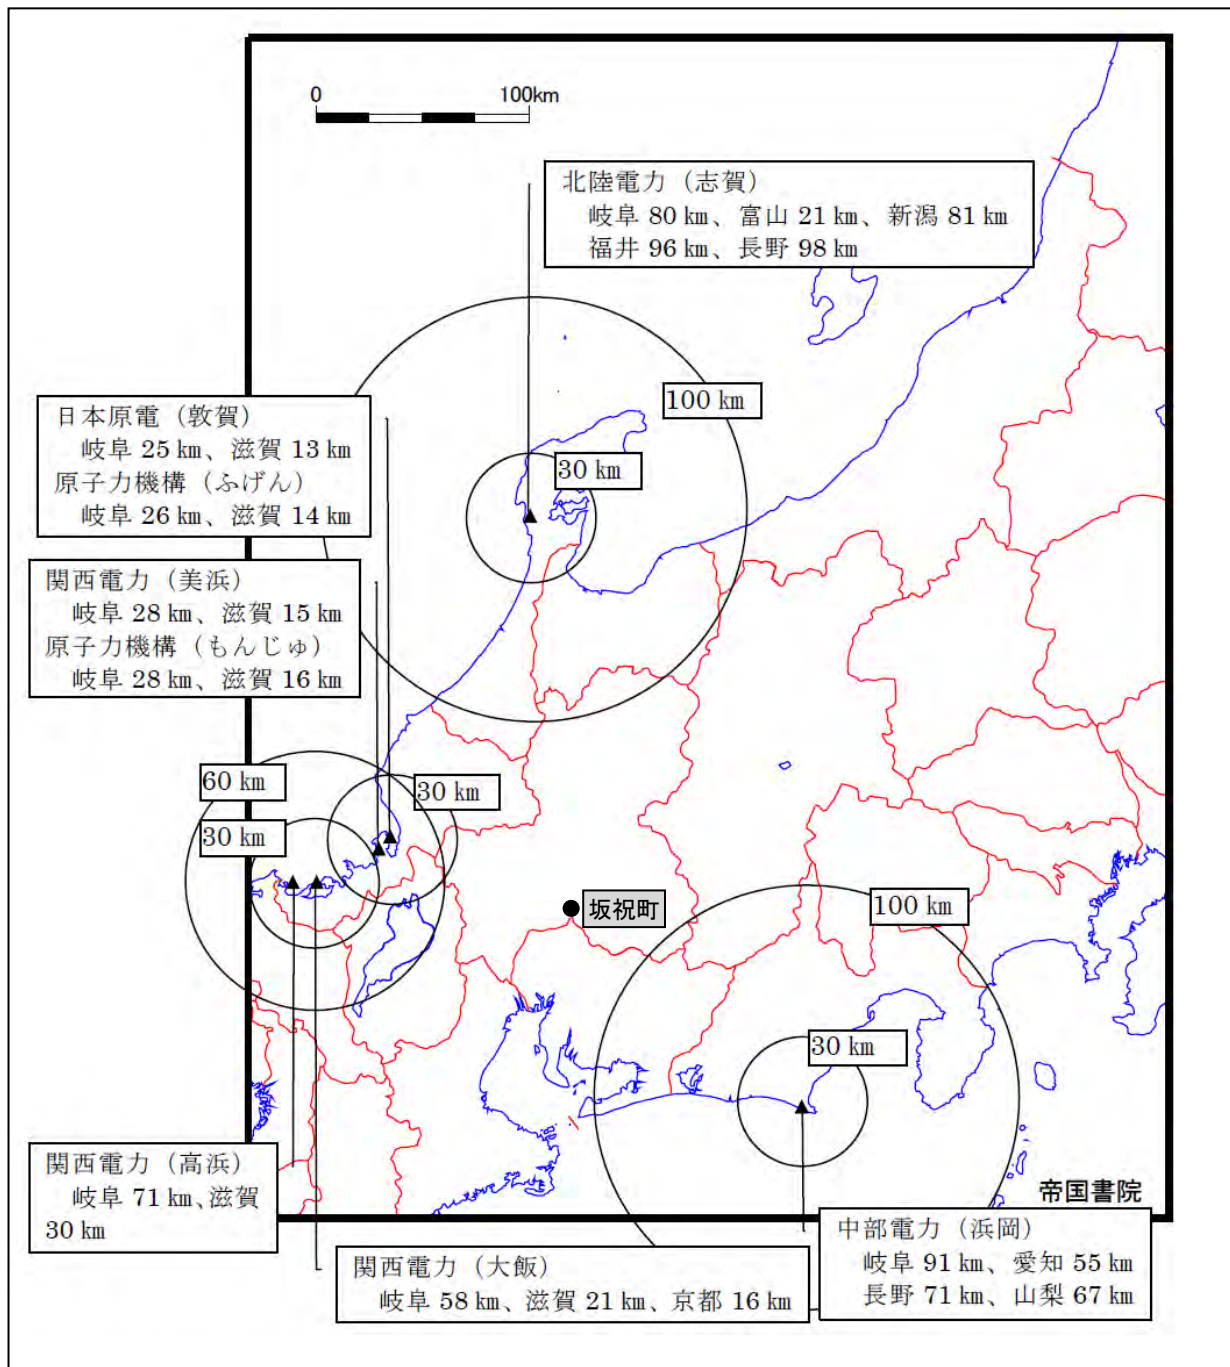 0 100km
北陸電力（志賀）
岐阜 80 ㎞、富山 21 ㎞、新潟 81 ㎞
福井 96 ㎞、長野 98 ㎞
100 ㎞
日本原電（敦賀）
岐阜 25 ㎞、滋賀 13 ㎞
原子力機構（ふげん）
岐阜 26 ㎞、滋賀 14 ㎞
30 ㎞
関西電力（美浜）
岐阜 28 ㎞、滋賀 15 ㎞
原子力機構（もんじゅ）
岐阜 28 ㎞、滋賀 16 ㎞
60 ㎞
30 ㎞
30 ㎞
坂祝町
100 ㎞
30 ㎞
関西電力（高浜）
岐阜 71 ㎞、滋賀
30 ㎞
帝国書院
関西電力（大飯）
岐阜 58 ㎞、滋賀 21 ㎞、京都 16 ㎞
中部電力（浜岡）
岐阜 91 ㎞、愛知 55 ㎞
長野 71 ㎞、山梨 67 ㎞